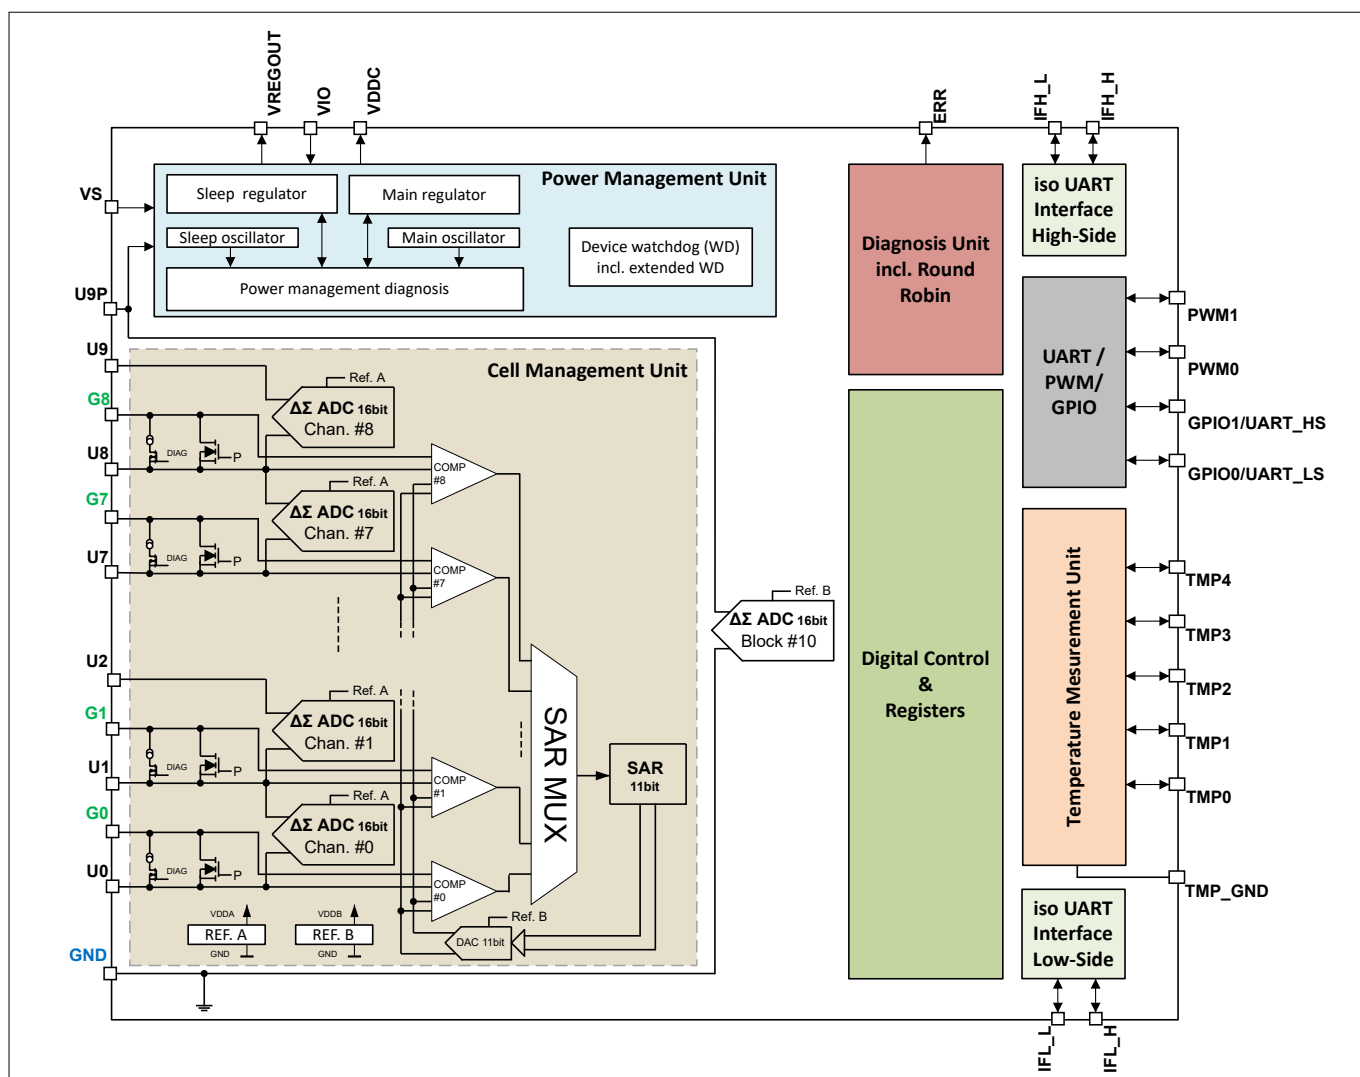 VREGOUT
VIO
VDDC
ERR
IFH_L
IFH_H
VS
U9P
U9
G8
U8
G7
U7
U2
G1
U1
G0
U0
GND
Power Management Unit
Sleep regulator
Main regulator
Sleep oscillator
Main oscillator
Power management diagnosis
Device watchdog (WD)
incl. extended WD
Cell Management Unit
Ref. A
ΔΣ ADC 16bit
Chan. #8
DIAG
P
COMP
#8
Ref. A
ΔΣ ADC 16bit
Chan. #7
DIAG
P
COMP
#7
Ref. A
ΔΣ ADC 16bit
Chan. #1
DIAG
P
COMP
#1
Ref. A
ΔΣ ADC 16bit
Chan. #0
DIAG
P
COMP
#0
SAR MUX
SAR
11bit
VDDA
REF. A
GND
VDDB
REF. B
GND
Ref. B
DAC 11bit
Ref. B
ΔΣ ADC 16bit
Block #10
Diagnosis Unit
incl. Round
Robin
Digital Control
&
Registers
iso UART
Interface
High-Side
UART /
PWM/
GPIO
Temperature Mesurement Unit
iso UART
Interface
Low-Side
PWM1
PWM0
GPIO1/UART_HS
GPIO0/UART_LS
TMP4
TMP3
TMP2
TMP1
TMP0
TMP_GND
IFL_L
IFL_H